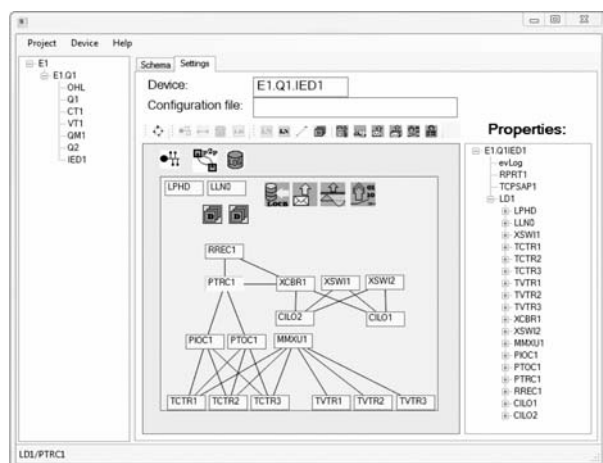 Project Device Help
E1
E1.Q1
OHL
Q1
CT1
VT1
QM1
Q2
IED1
Schema Settings
Device: E1.Q1.IED1
Configuration file:
LPHD LLN0
RREC1
PTRC1 XCBR1 XSWI1 XSWI2
CILO2 CILO1
PIOC1 PTOC1 MMXU1
TCTR1 TCTR2 TCTR3 TVTR1 TVTR2 TVTR3
Properties:
E1.Q1IED1
evLog
RPRT1
TCPSAP1
LD1
LPHD
LLN0
XSWI1
TCTR1
TCTR2
TCTR3
TVTR1
TVTR2
TVTR3
XCBR1
XSWI2
MMXU1
PIOC1
PTOC1
PTRC1
RREC1
CILO1
CILO2
LD1/PTRC1